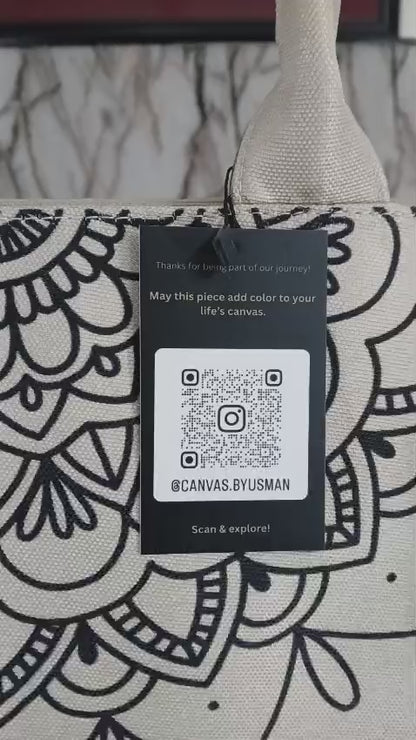 Thanks for being part of our journey!
May this piece add color to your
life's canvas.
@CANVAS.BYUSMAN
Scan & explore!